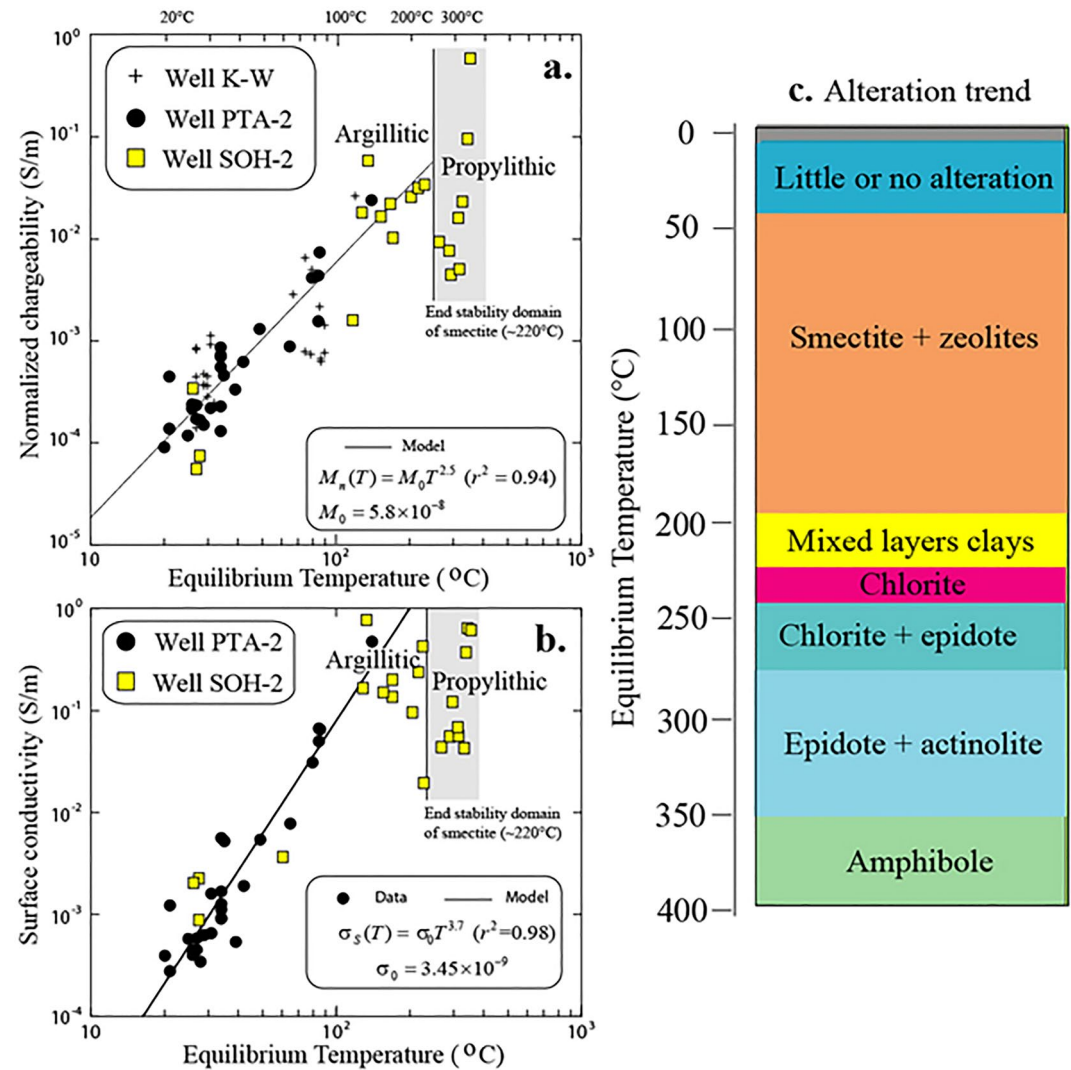 20°C 100°C 200°C 300°C
10⁰
10⁻¹
10⁻²
10⁻³
10⁻⁴
10⁻⁵
Normalized chargeability (S/m)
Well K-W
Well PTA-2
Well SOH-2
a.
Argillitic
Propylithic
End stability domain
of smectite (~220°C)
Model
Mₙ(T) = M₀T²·⁵ (r² = 0.94)
M₀ = 5.8×10⁻⁸
10 10² 10³
Equilibrium Temperature (°C)
10⁰
10⁻¹
10⁻²
10⁻³
10⁻⁴
Surface conductivity (S/m)
Well PTA-2
Well SOH-2
b.
Argillitic
Propylithic
End stability domain
of smectite (~220°C)
Data Model
σ_S(T) = σ₀T³·⁷ (r²=0.98)
σ₀ = 3.45×10⁻⁹
10 10² 10³
Equilibrium Temperature (°C)
c. Alteration trend
Equilibrium Temperature (°C)
0
50
100
150
200
250
300
350
400
Little or no alteration
Smectite + zeolites
Mixed layers clays
Chlorite
Chlorite + epidote
Epidote + actinolite
Amphibole